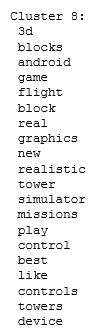 Cluster 8:
3d
blocks
android
game
flight
block
real
graphics
new
realistic
tower
simulator
missions
play
control
best
like
controls
towers
device